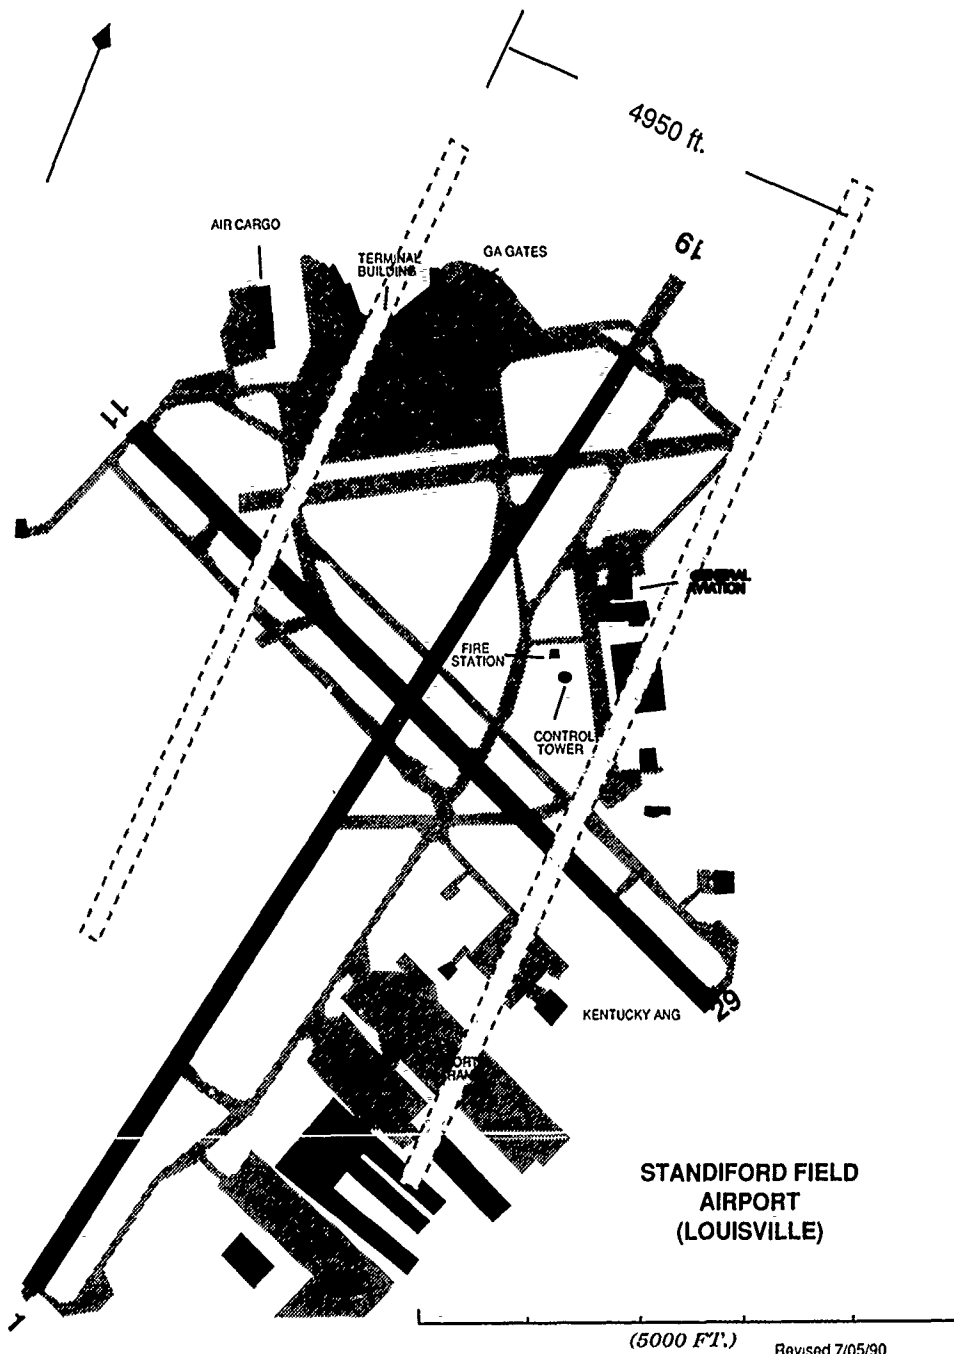 4950 ft.
AIR CARGO
TERMINAL
BUILDING
GA GATES
19
11
GENERAL
AVIATION
FIRE
STATION
CONTROL
TOWER
29
KENTUCKY ANG
STANDIFORD FIELD
AIRPORT
(LOUISVILLE)
1
(5000 FT.)
Revised 7/05/90